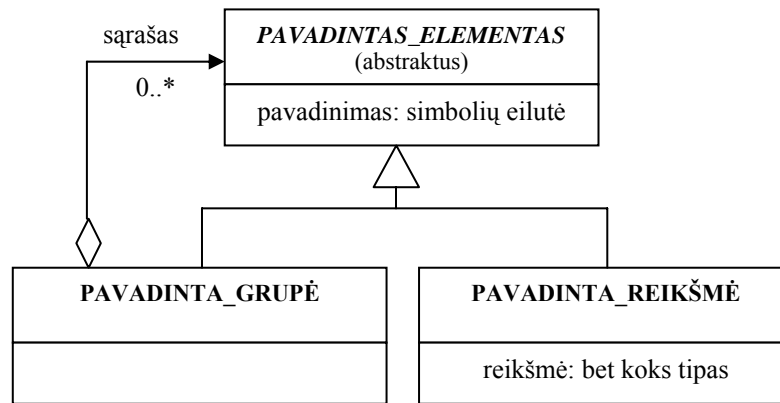 sąrašas
0..*
PAVADINTAS_ELEMENTAS
(abstraktus)
pavadinimas: simbolių eilutė
PAVADINTA_GRUPĖ
PAVADINTA_REIKŠMĖ
reikšmė: bet koks tipas